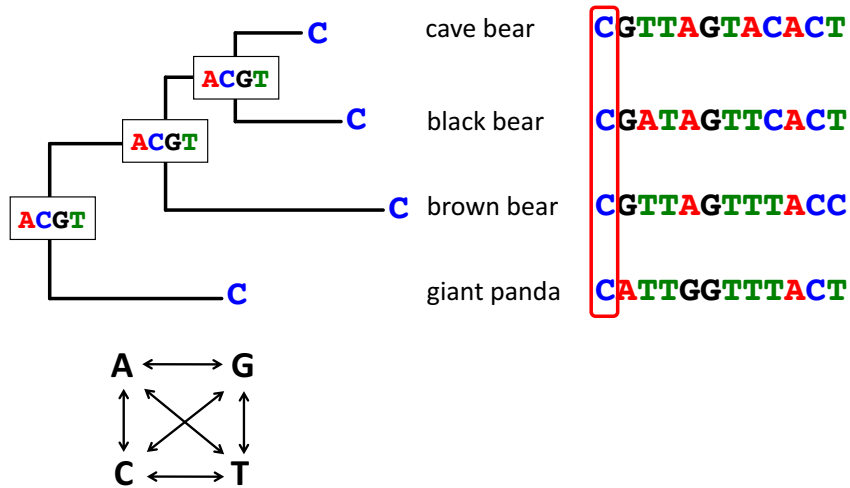 C cave bear CGTTAGTACACT
ACGT
C black bear CGATAGTTCACT
ACGT
C brown bear CGTTAGTTTACC
ACGT
C giant panda CATTGGTTTACT
A G
C T